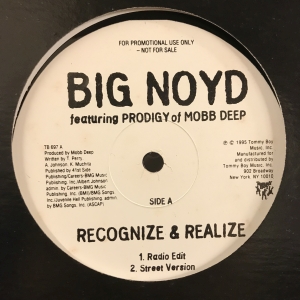 FOR PROMOTIONAL USE ONLY
- NOT FOR SALE
BIG NOYD
featuring PRODIGY of MOBB DEEP
TB 697 A
Produced by Mobb Deep
Written by T. Perry,
A. Johnson, K. Muchita
Published by 41st Side
Publishing/Careers-BMG Music
Publishing, Inc./Albert Johnson
admin. by Careers-BMG Music
Publishing, Inc. (BMI)/BMG Songs
Inc./Juvenile Hell Publishing admin.
by BMG Songs, Inc. (ASCAP)
℗ © 1995 Tommy Boy
Music, Inc.
Manufactured for
and distributed by
Tommy Boy Music, Inc.
902 Broadway
New York, NY 10010
SIDE A
RECOGNIZE & REALIZE
1. Radio Edit
2. Street Version